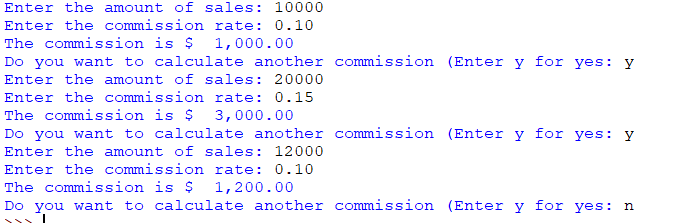 Enter the amount of sales: 10000
Enter the commission rate: 0.10
The commission is $  1,000.00
Do you want to calculate another commission (Enter y for yes: y
Enter the amount of sales: 20000
Enter the commission rate: 0.15
The commission is $  3,000.00
Do you want to calculate another commission (Enter y for yes: y
Enter the amount of sales: 12000
Enter the commission rate: 0.10
The commission is $  1,200.00
Do you want to calculate another commission (Enter y for yes: n
>>>